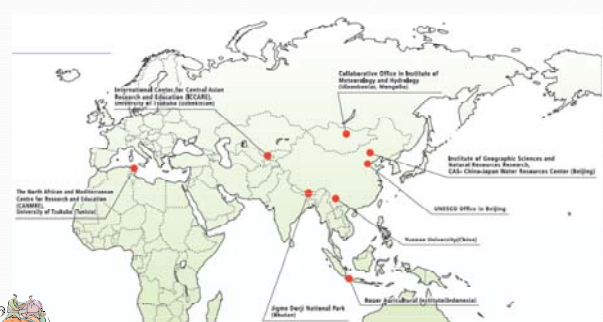 International Center for Central Asian
Research and Education (ICCARE),
University of Tsukuba (Uzbekistan)
Collaborative Office in Institute of
Meteorology and Hydrology
(Ulaanbaatar, Mongolia)
Institute of Geographic Sciences and
Natural Resources Research,
CAS- China-Japan Water Resources Center (Beijing)
The North African and Mediterranean
Centre for Research and Education
(CANMRE),
University of Tsukuba (Tunisia)
UNESCO Office in Beijing
Yunnan University(China)
Jigme Dorji National Park
(Bhutan)
Agricultural Institute(Indonesia)